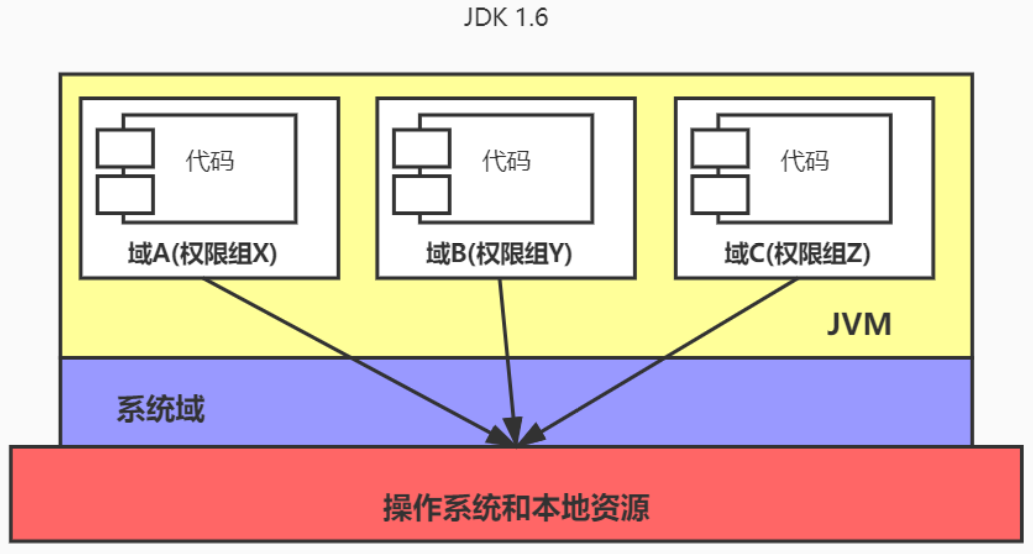 JDK 1.6
代码
代码
代码
域A(权限组X)
域B(权限组Y)
域C(权限组Z)
JVM
系统域
操作系统和本地资源